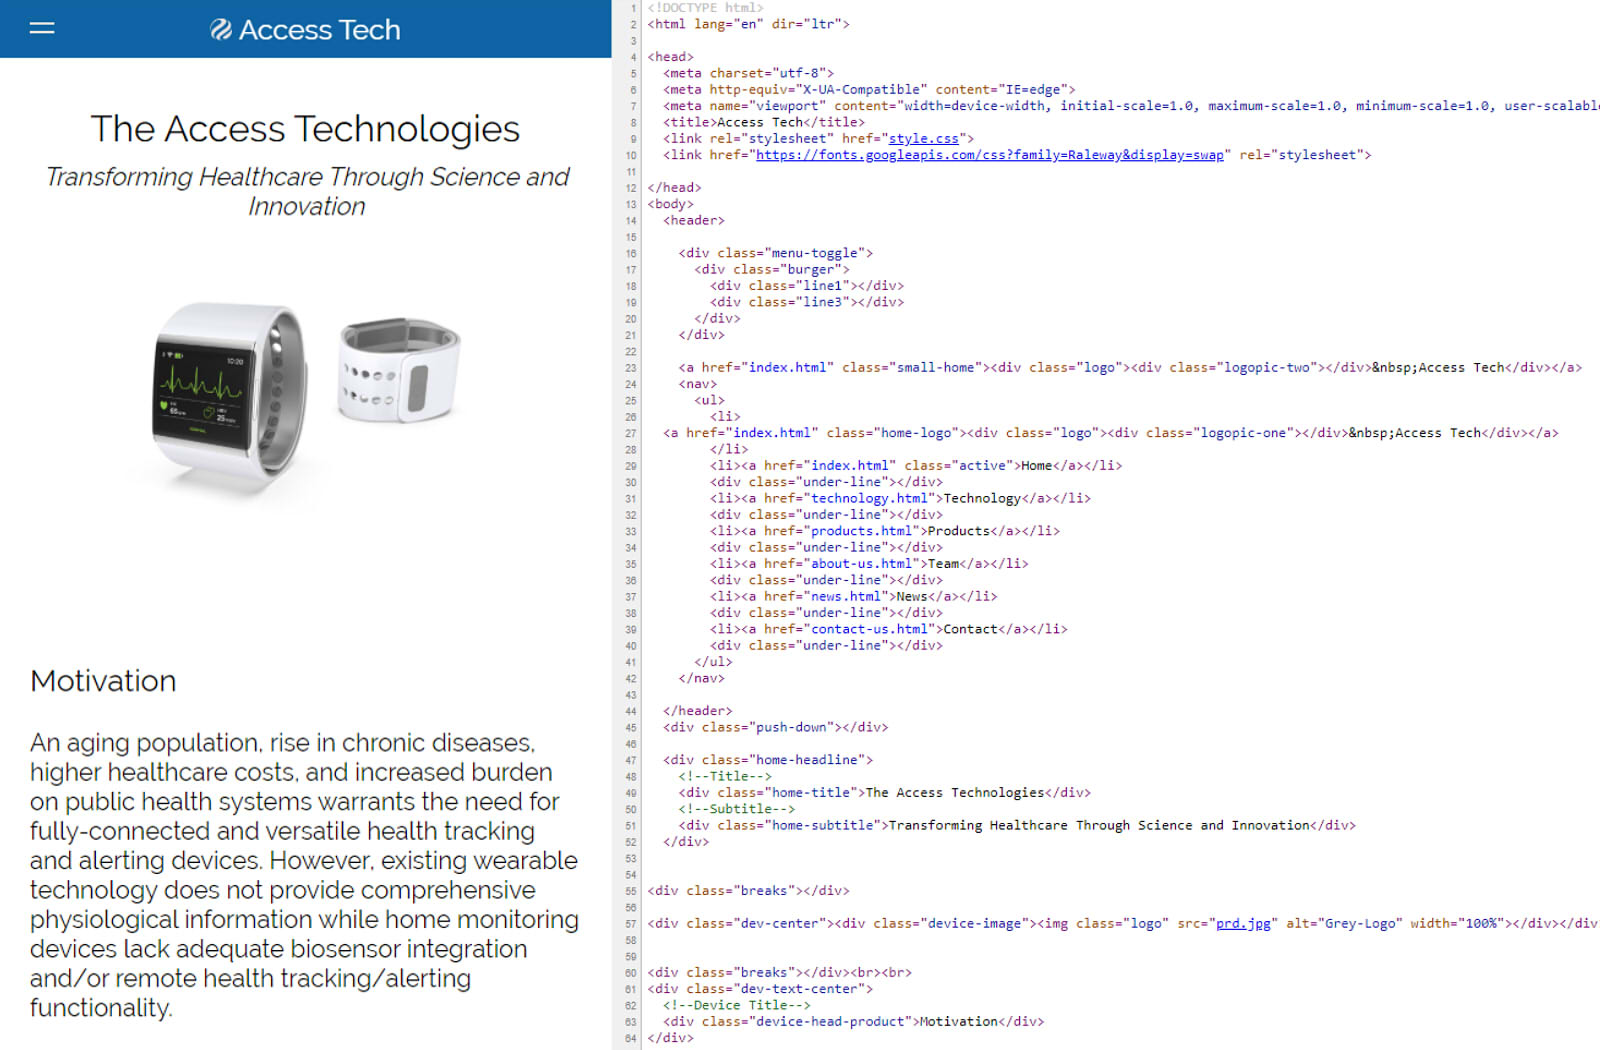 Access Tech
The Access Technologies
Transforming Healthcare Through Science and
Innovation
10:20
Motivation
An aging population, rise in chronic diseases,
higher healthcare costs, and increased burden
on public health systems warrants the need for
fully-connected and versatile health tracking
and alerting devices. However, existing wearable
technology does not provide comprehensive
physiological information while home monitoring
devices lack adequate biosensor integration
and/or remote health tracking/alerting
functionality.
1 <!DOCTYPE html>
2 <html lang="en" dir="ltr">
3
4 <head>
5 <meta charset="utf-8">
6 <meta http-equiv="X-UA-Compatible" content="IE=edge">
7 <meta name="viewport" content="width=device-width, initial-scale=1.0, maximum-scale=1.0, minimum-scale=1.0, user-scalabl
8 <title>Access Tech</title>
9 <link rel="stylesheet" href="style.css">
10 <link href="https://fonts.googleapis.com/css?family=Raleway&display=swap" rel="stylesheet">
11
12 </head>
13 <body>
14 <header>
15
16 <div class="menu-toggle">
17 <div class="burger">
18 <div class="line1"></div>
19 <div class="line3"></div>
20 </div>
21 </div>
22
23 <a href="index.html" class="small-home"><div class="logo"><div class="logopic-two"></div>&nbsp;Access Tech</div></a>
24 <nav>
25 <ul>
26 <li>
27 <a href="index.html" class="home-logo"><div class="logo"><div class="logopic-one"></div>&nbsp;Access Tech</div></a>
28 </li>
29 <li><a href="index.html" class="active">Home</a></li>
30 <div class="under-line"></div>
31 <li><a href="technology.html">Technology</a></li>
32 <div class="under-line"></div>
33 <li><a href="products.html">Products</a></li>
34 <div class="under-line"></div>
35 <li><a href="about-us.html">Team</a></li>
36 <div class="under-line"></div>
37 <li><a href="news.html">News</a></li>
38 <div class="under-line"></div>
39 <li><a href="contact-us.html">Contact</a></li>
40 <div class="under-line"></div>
41 </ul>
42 </nav>
43
44 </header>
45 <div class="push-down"></div>
46
47 <div class="home-headline">
48 <!--Title-->
49 <div class="home-title">The Access Technologies</div>
50 <!--Subtitle-->
51 <div class="home-subtitle">Transforming Healthcare Through Science and Innovation</div>
52 </div>
53
54
55 <div class="breaks"></div>
56
57 <div class="dev-center"><div class="device-image"><img class="logo" src="prd.jpg" alt="Grey-Logo" width="100%"></div></div
58
59
60 <div class="breaks"></div><br><br>
61 <div class="dev-text-center">
62 <!--Device Title-->
63 <div class="device-head-product">Motivation</div>
64 </div>